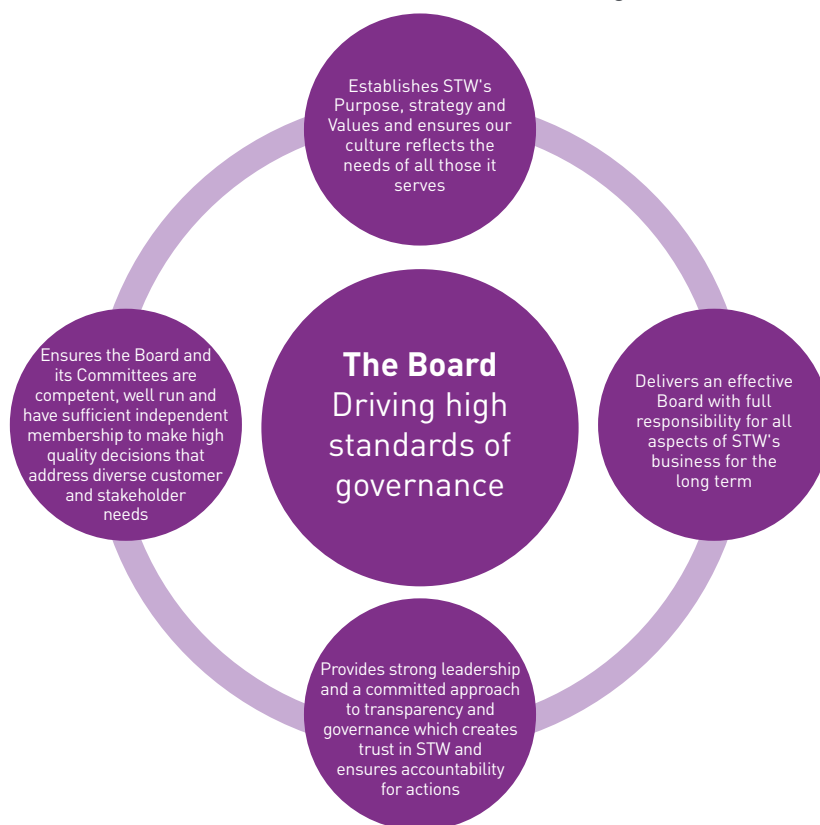 Establishes STW's
Purpose, strategy and
Values and ensures our
culture reflects the
needs of all those it
serves
Ensures the Board and
its Committees are
competent, well run and
have sufficient independent
membership to make high
quality decisions that
address diverse customer
and stakeholder
needs
The Board
Driving high
standards of
governance
Delivers an effective
Board with full
responsibility for all
aspects of STW's
business for the
long term
Provides strong leadership
and a committed approach
to transparency and
governance which creates
trust in STW and
ensures accountability
for actions